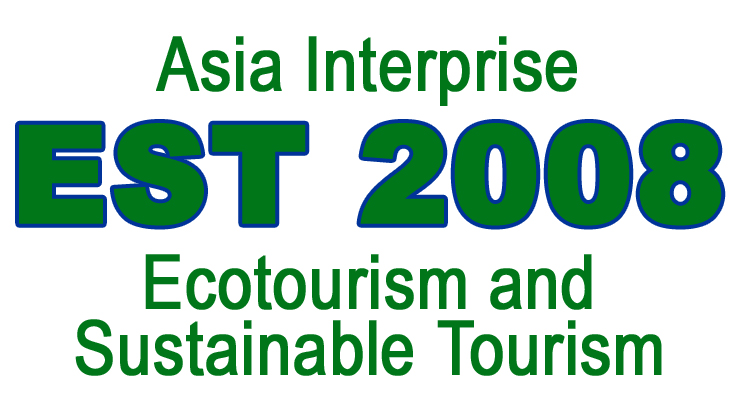 Asia Interprise
EST 2008
Ecotourism and
Sustainable Tourism